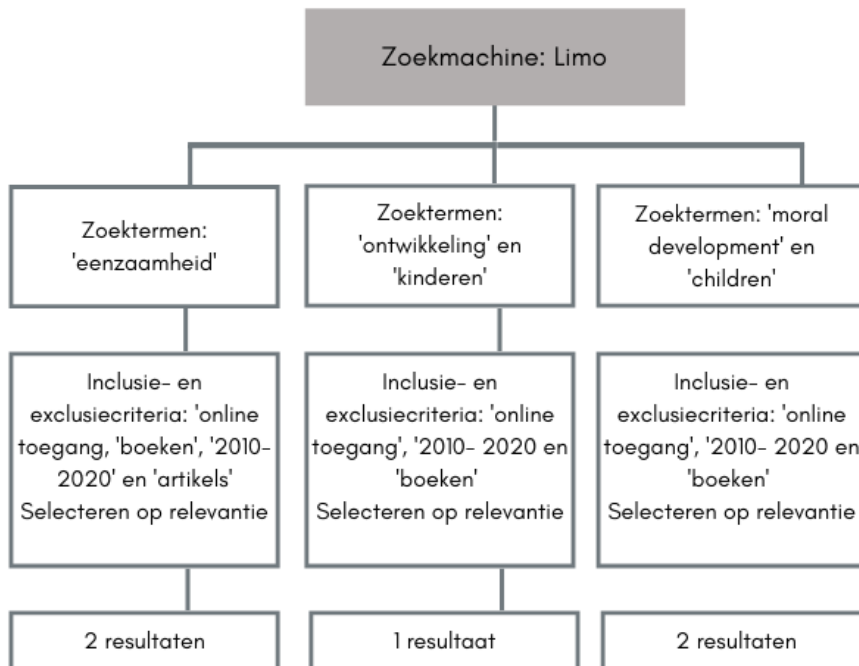 Zoekmachine: Limo
Zoektermen:
'eenzaamheid'
Zoektermen:
'ontwikkeling' en
'kinderen'
Zoektermen: 'moral
development' en
'children'
Inclusie- en
exclusiecriteria: 'online
toegang, 'boeken', '2010-
2020' en 'artikels'
Selecteren op relevantie
Inclusie- en
exclusiecriteria: 'online
toegang', '2010- 2020 en
'boeken'
Selecteren op relevantie
Inclusie- en
exclusiecriteria: 'online
toegang', '2010- 2020 en
'boeken'
Selecteren op relevantie
2 resultaten
1 resultaat
2 resultaten